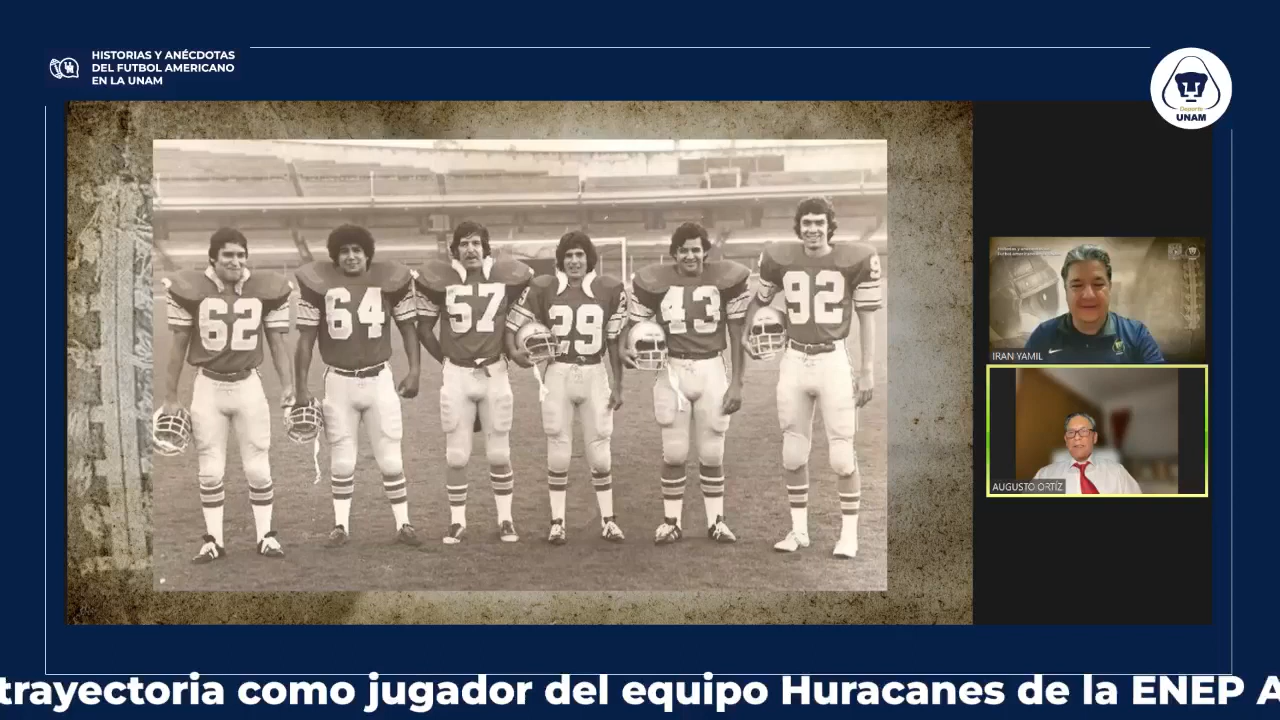 HISTORIAS Y ANÉCDOTAS
DEL FUTBOL AMERICANO
EN LA UNAM
Deporte
UNAM
62
64
57
29
43
92
IRAN YAMIL
AUGUSTO ORTÍZ
trayectoria como jugador del equipo Huracanes de la ENEP A